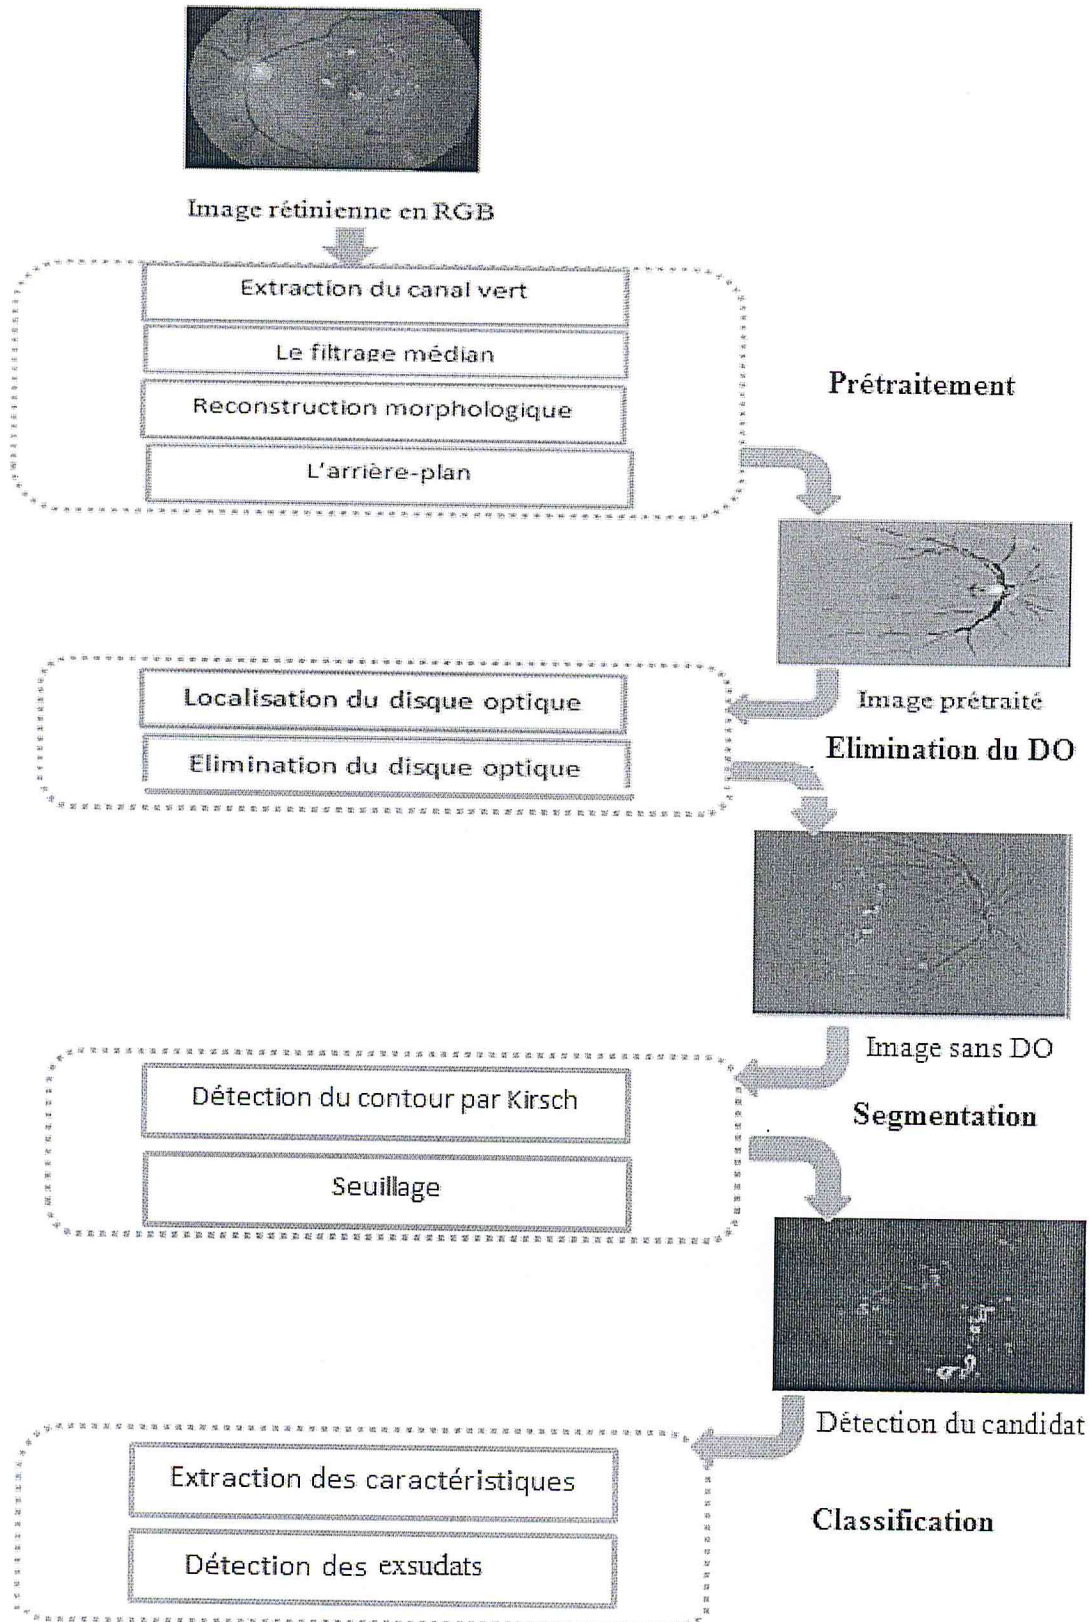 Image rétinienne en RGB
Extraction du canal vert
Le filtrage médian
Reconstruction morphologique
L'arrière-plan
Prétraitement
Image prétraité
Localisation du disque optique
Elimination du disque optique
Elimination du DO
Image sans DO
Détection du contour par Kirsch
Seuillage
Segmentation
Détection du candidat
Extraction des caractéristiques
Détection des exsudats
Classification